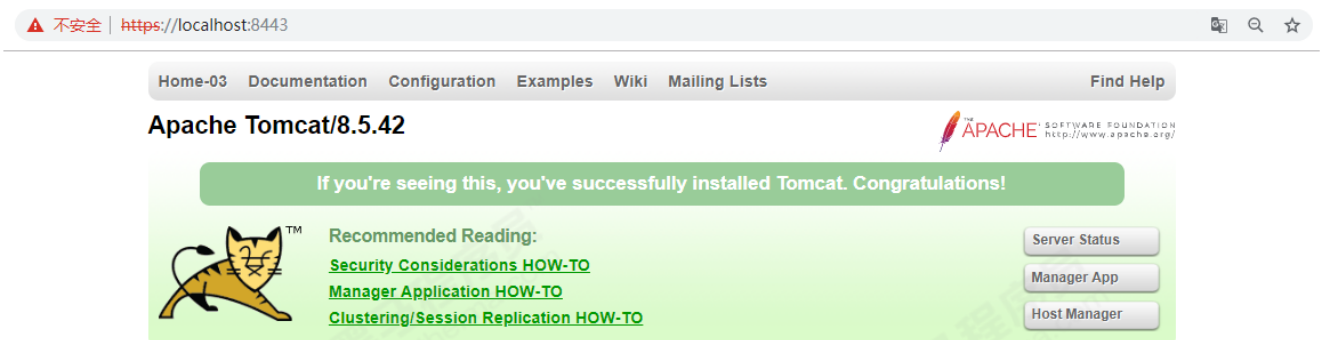 不安全 | https://localhost:8443
Home-03 Documentation Configuration Examples Wiki Mailing Lists Find Help
Apache Tomcat/8.5.42
THE
APACHE SOFTWARE FOUNDATION
http://www.apache.org/
If you're seeing this, you've successfully installed Tomcat. Congratulations!
TM
Recommended Reading:
Security Considerations HOW-TO
Manager Application HOW-TO
Clustering/Session Replication HOW-TO
Server Status
Manager App
Host Manager